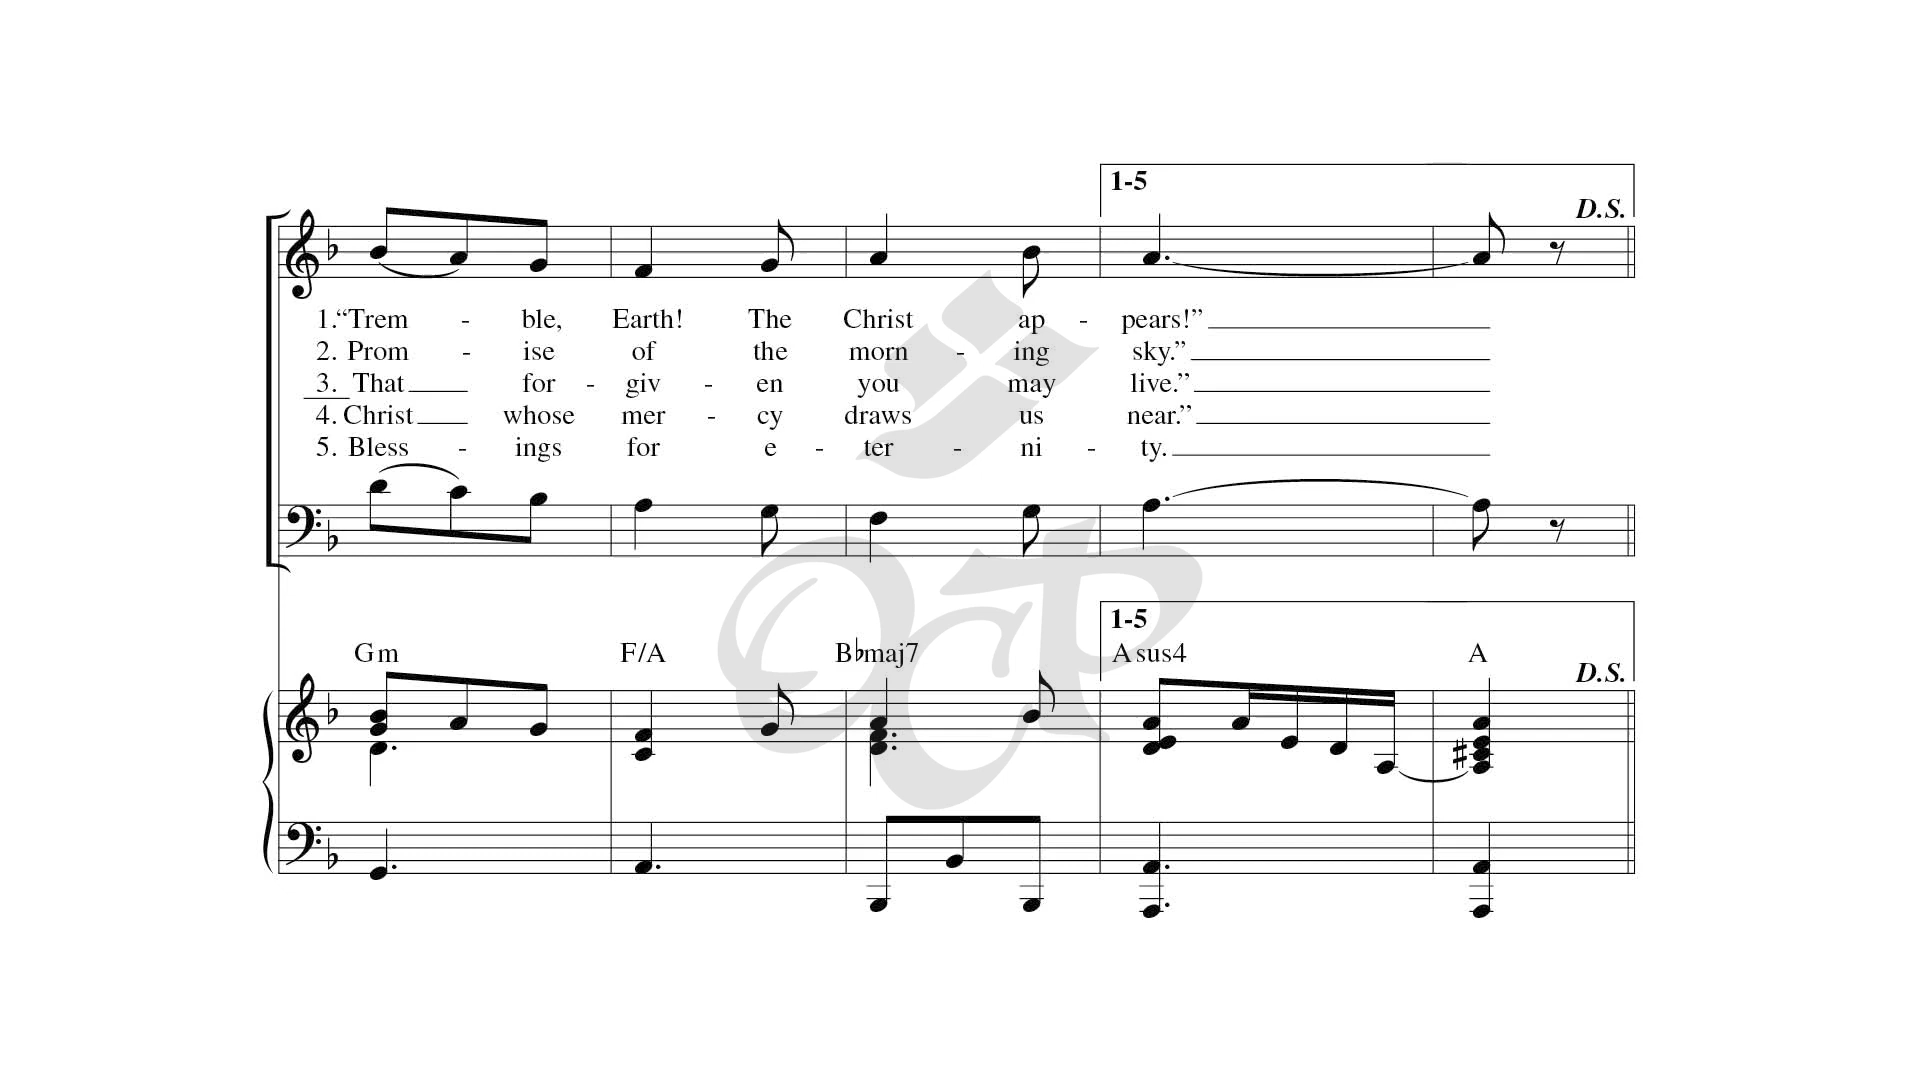 1-5
D.S.
1.“Trem - ble, Earth! The Christ ap - pears!”
2. Prom - ise of the morn - ing sky.”
3. That for - giv - en you may live.”
4. Christ whose mer - cy draws us near.”
5. Bless - ings for e - ter - ni - ty.
1-5
Gm F/A B♭maj7 Asus4 A
D.S.
OCP